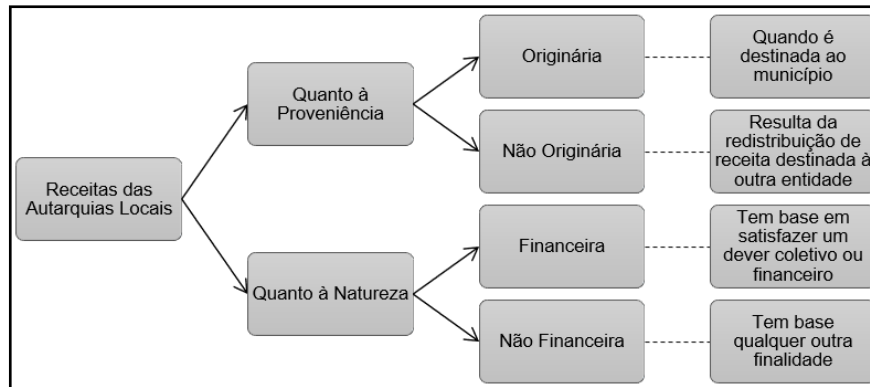 Receitas das
Autarquias Locais
Quanto à
Proveniência
Originária
Quando é
destinada ao
município
Não Originária
Resulta da
redistribuição de
receita destinada à
outra entidade
Quanto à Natureza
Financeira
Tem base em
satisfazer um
dever coletivo ou
financeiro
Não Financeira
Tem base
qualquer outra
finalidade